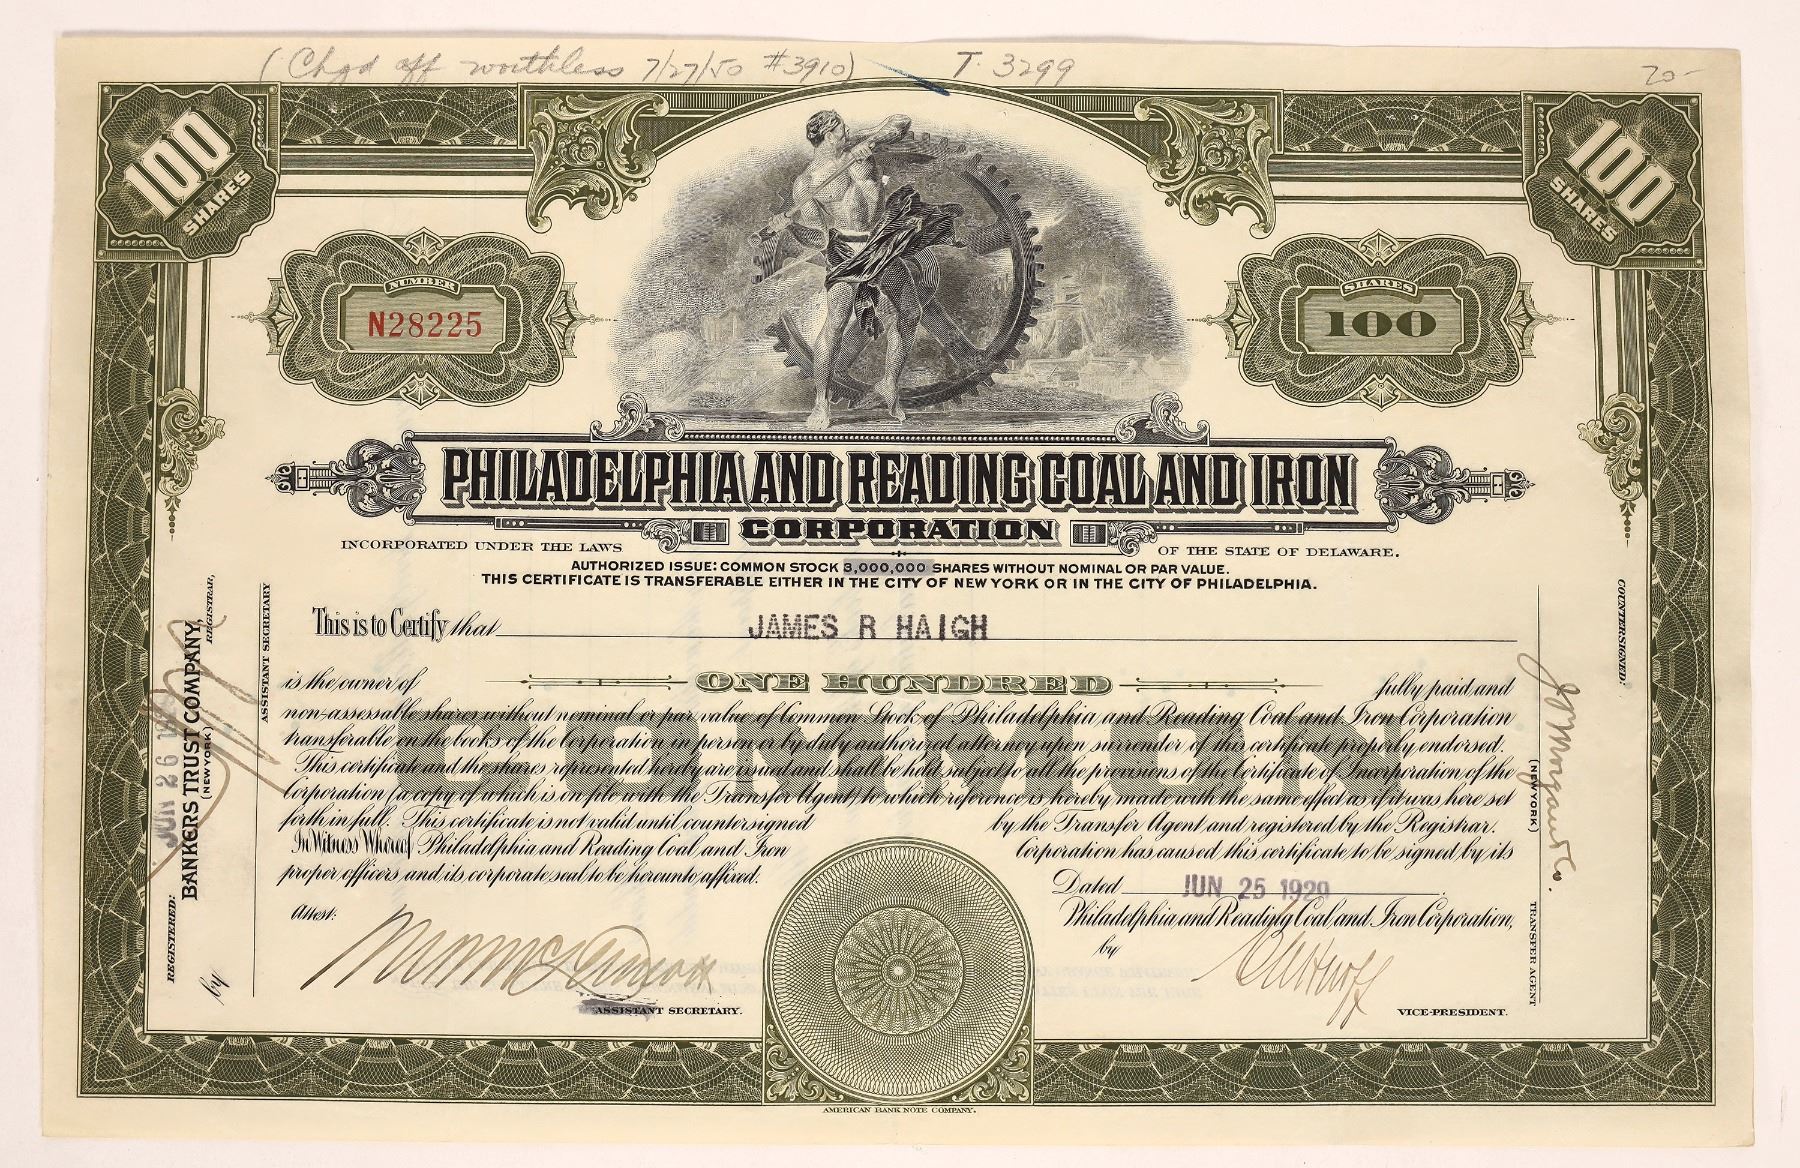 (Chgd off worthless 7/27/50 #3910) T. 3299
20-
100 SHARES
100 SHARES
NUMBER
N28225
SHARES
100
PHILADELPHIA AND READING COAL AND IRON
CORPORATION
INCORPORATED UNDER THE LAWS OF THE STATE OF DELAWARE.
AUTHORIZED ISSUE: COMMON STOCK 3,000,000 SHARES WITHOUT NOMINAL OR PAR VALUE.
THIS CERTIFICATE IS TRANSFERABLE EITHER IN THE CITY OF NEW YORK OR IN THE CITY OF PHILADELPHIA.
This is to Certify that JAMES R HAIGH
is the owner of ONE HUNDRED fully paid and
non-assessable shares without nominal or par value of Common Stock of Philadelphia and Reading Coal and Iron Corporation
transferable on the books of the Corporation in person or by duly authorized attorney upon surrender of this certificate properly endorsed.
This certificate and the shares represented hereby are issued and shall be held subject to all the provisions of the Certificate of Incorporation of the
Corporation (a copy of which is on file with the Transfer Agent) to which reference is hereby made with the same effect as if it was here set
forth in full. This certificate is not valid until countersigned by the Transfer Agent and registered by the Registrar.
In Witness Whereof, Philadelphia and Reading Coal and Iron Corporation has caused this certificate to be signed by its
proper officers and its corporate seal to be hereunto affixed.
COMMON
Dated JUN 25 1929.
Attest:
Philadelphia and Reading Coal and Iron Corporation,
by
ASSISTANT SECRETARY.
VICE-PRESIDENT.
AMERICAN BANK NOTE COMPANY.
REGISTERED:
JUN 26
BANKERS TRUST COMPANY,
(NEW YORK)
REGISTRAR,
by
ASSISTANT SECRETARY
COUNTERSIGNED:
J P Morgan & Co.
(NEW YORK)
TRANSFER AGENT